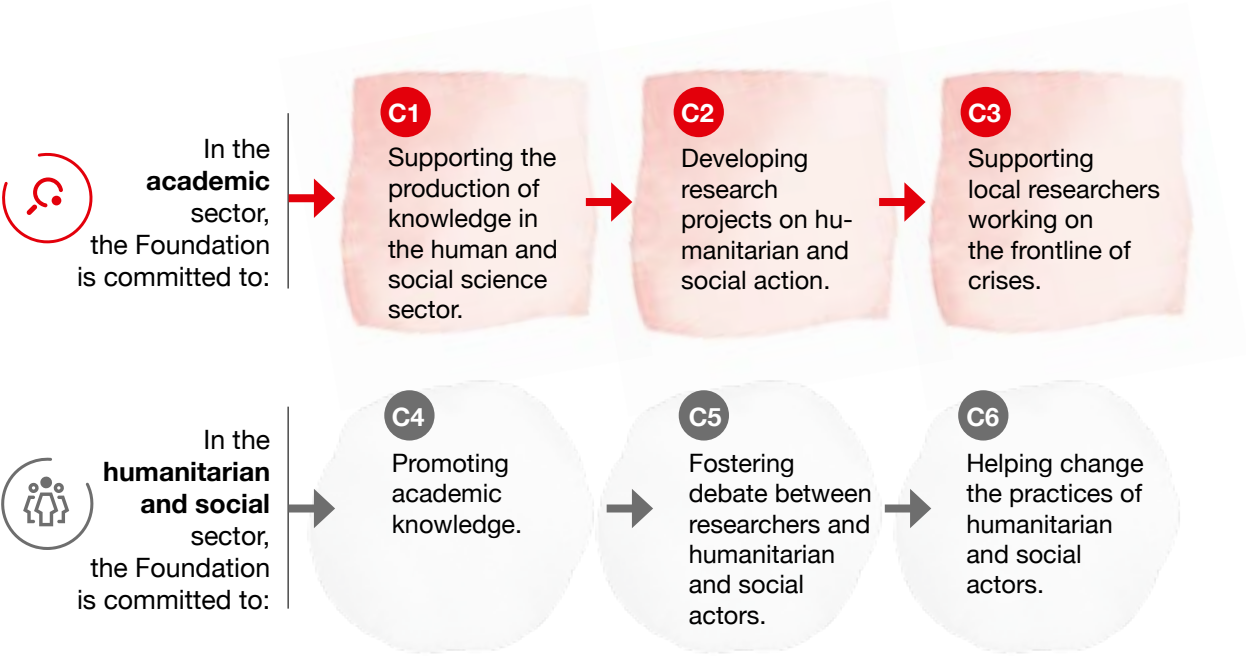 In the
academic
sector,
the Foundation
is committed to:
C1
Supporting the
production of
knowledge in
the human and
social science
sector.
C2
Developing
research
projects on hu-
manitarian and
social action.
C3
Supporting
local researchers
working on
the frontline of
crises.
In the
humanitarian
and social
sector,
the Foundation
is committed to:
C4
Promoting
academic
knowledge.
C5
Fostering
debate between
researchers and
humanitarian
and social
actors.
C6
Helping change
the practices of
humanitarian
and social
actors.